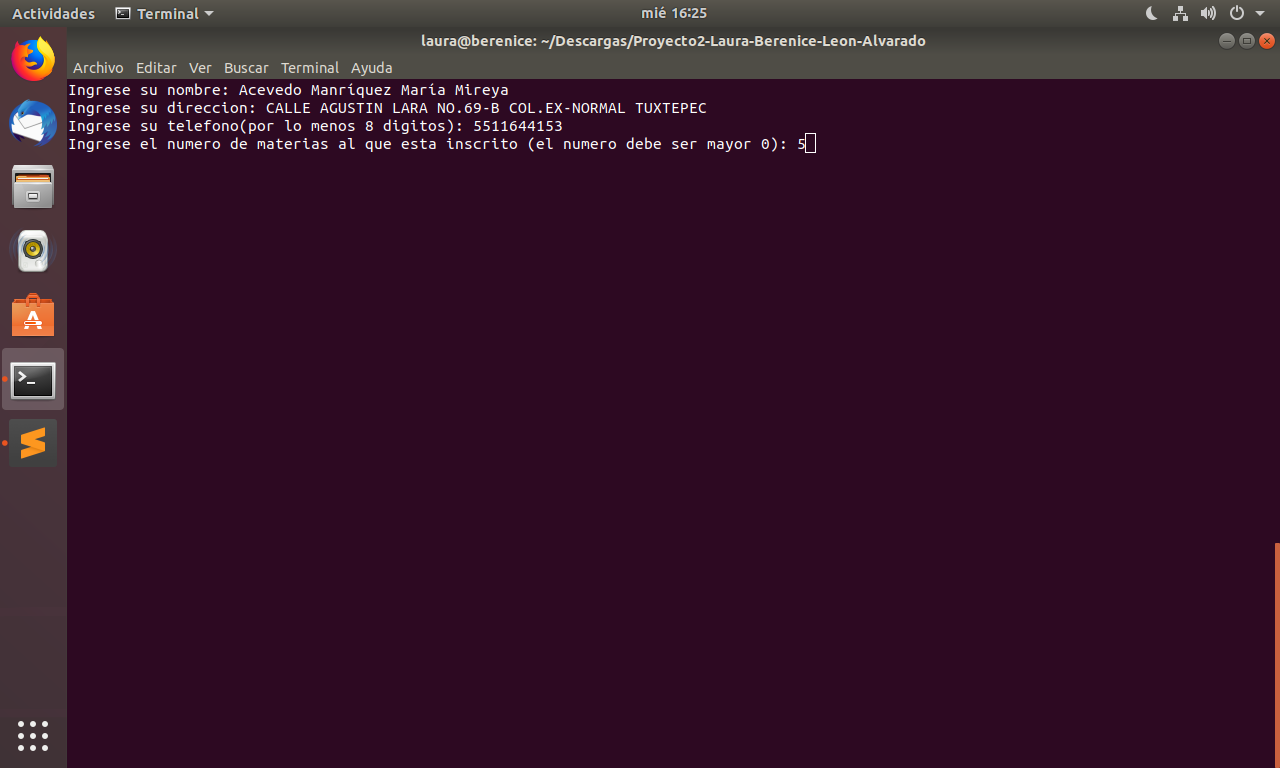 Actividades Terminal mié 16:25
laura@berenice: ~/Descargas/Proyecto2-Laura-Berenice-Leon-Alvarado
Archivo Editar Ver Buscar Terminal Ayuda
Ingrese su nombre: Acevedo Manríquez María Mireya
Ingrese su direccion: CALLE AGUSTIN LARA NO.69-B COL.EX-NORMAL TUXTEPEC
Ingrese su telefono(por lo menos 8 digitos): 5511644153
Ingrese el numero de materias al que esta inscrito (el numero debe ser mayor 0): 5